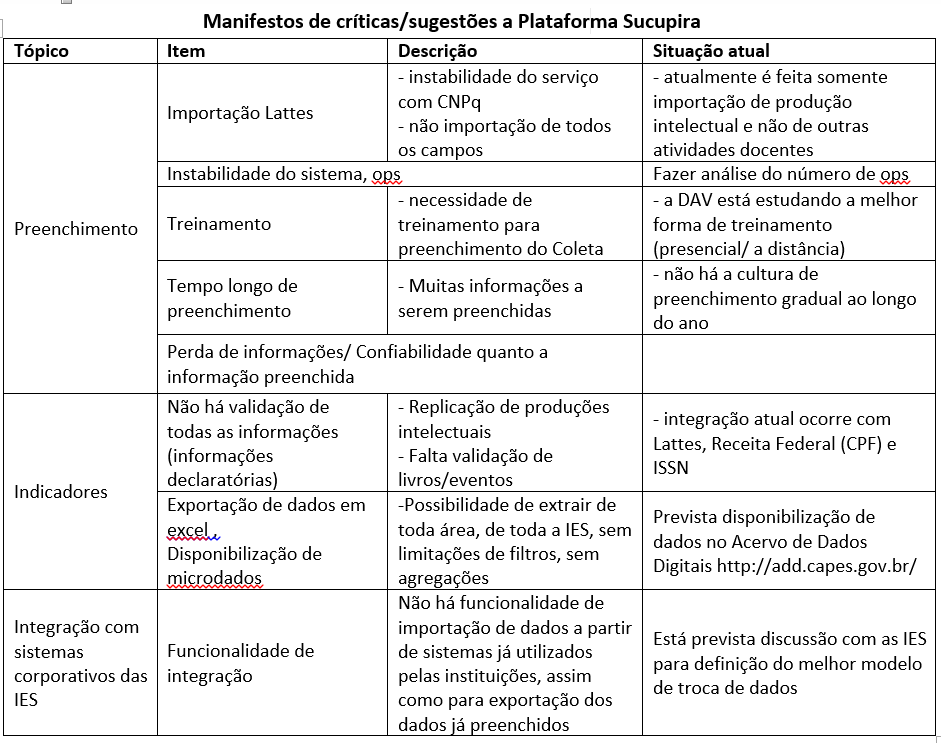 Manifestos de críticas/sugestões a Plataforma Sucupira
Tópico
Item
Descrição
Situação atual
Preenchimento
Importação Lattes
- instabilidade do serviço
com CNPq
- não importação de todos
os campos
- atualmente é feita somente
importação de produção
intelectual e não de outras
atividades docentes
Instabilidade do sistema, ops
Fazer análise do número de ops
Treinamento
- necessidade de
treinamento para
preenchimento do Coleta
- a DAV está estudando a melhor
forma de treinamento
(presencial/ a distância)
Tempo longo de
preenchimento
- Muitas informações a
serem preenchidas
- não há a cultura de
preenchimento gradual ao longo
do ano
Perda de informações/ Confiabilidade quanto a
informação preenchida
Indicadores
Não há validação de
todas as informações
(informações
declaratórias)
- Replicação de produções
intelectuais
- Falta validação de
livros/eventos
- integração atual ocorre com
Lattes, Receita Federal (CPF) e
ISSN
Exportação de dados em
excel ,
Disponibilização de
microdados
-Possibilidade de extrair de
toda área, de toda a IES, sem
limitações de filtros, sem
agregações
Prevista disponibilização de
dados no Acervo de Dados
Digitais http://add.capes.gov.br/
Integração com
sistemas
corporativos das
IES
Funcionalidade de
integração
Não há funcionalidade de
importação de dados a partir
de sistemas já utilizados
pelas instituições, assim
como para exportação dos
dados já preenchidos
Está prevista discussão com as IES
para definição do melhor modelo
de troca de dados